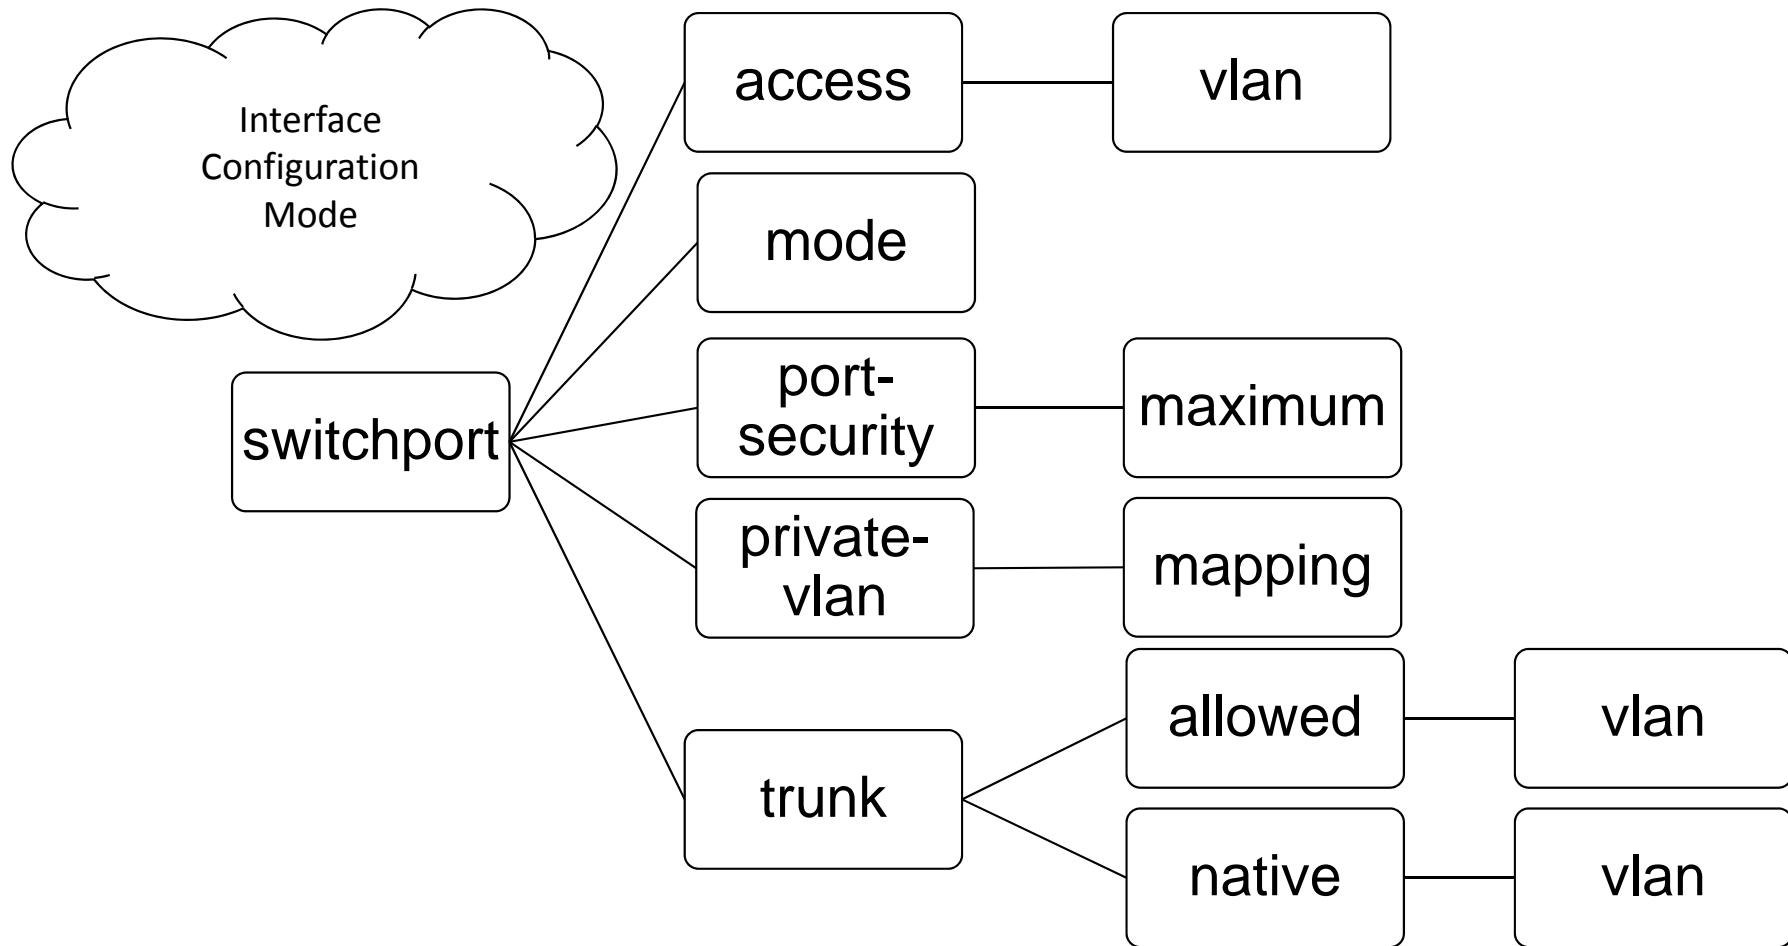 Interface
Configuration
Mode
access
vlan
mode
port-
security
maximum
switchport
private-
vlan
mapping
trunk
allowed
vlan
native
vlan